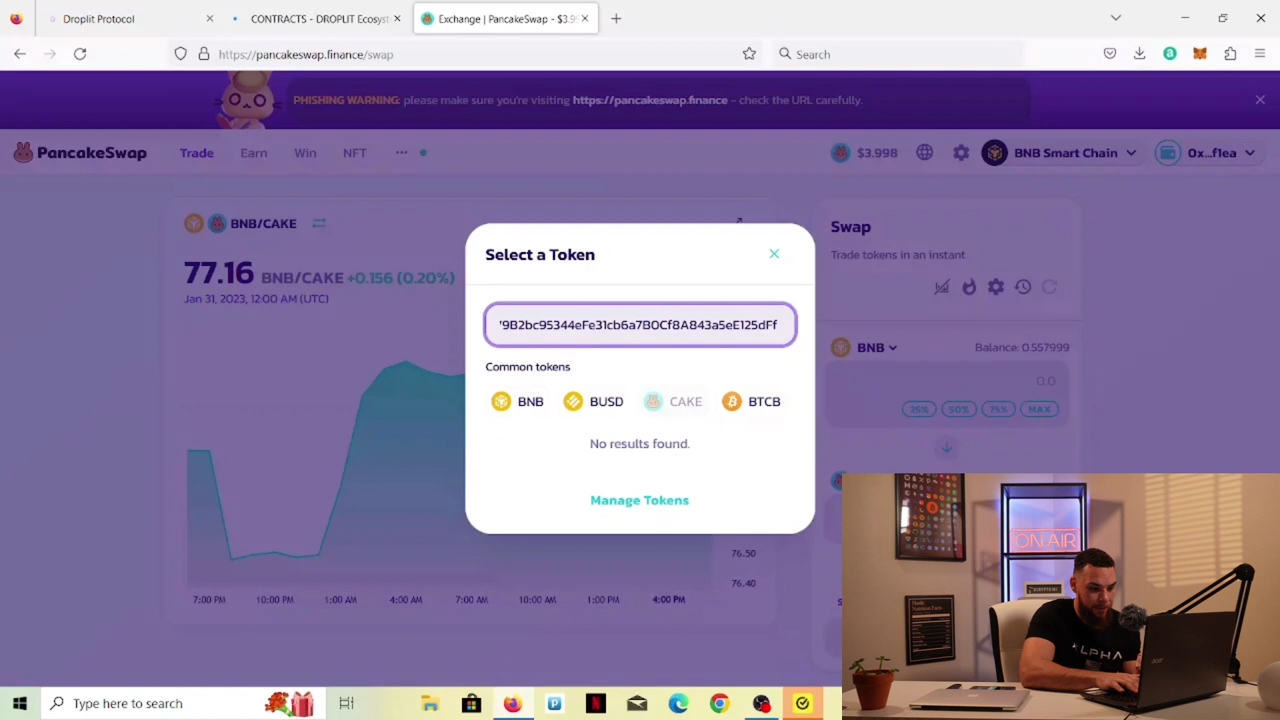 Droplit Protocol
CONTRACTS - DROPLIT Ecosyst
Exchange | PancakeSwap - $3.99
https://pancakeswap.finance/swap
Search
PHISHING WARNING: please make sure you're visiting https://pancakeswap.finance - check the URL carefully.
PancakeSwap
Trade
Earn
Win
NFT
$3.998
BNB Smart Chain
0x...f1ea
BNB/CAKE
77.16 BNB/CAKE +0.156 (0.20%)
Jan 31, 2023, 12:00 AM (UTC)
Select a Token
9B2bc95344eFe31cb6a7B0Cf8A843a5eE125dFf
Common tokens
BNB
BUSD
CAKE
BTCB
No results found.
Manage Tokens
Swap
Trade tokens in an instant
BNB
Balance: 0.557999
0.0
25%
50%
75%
MAX
76.50
76.40
7:00 PM
10:00 PM
1:00 AM
4:00 AM
7:00 AM
10:00 AM
1:00 PM
4:00 PM
ON AIR
ALPHA
acer
Type here to search